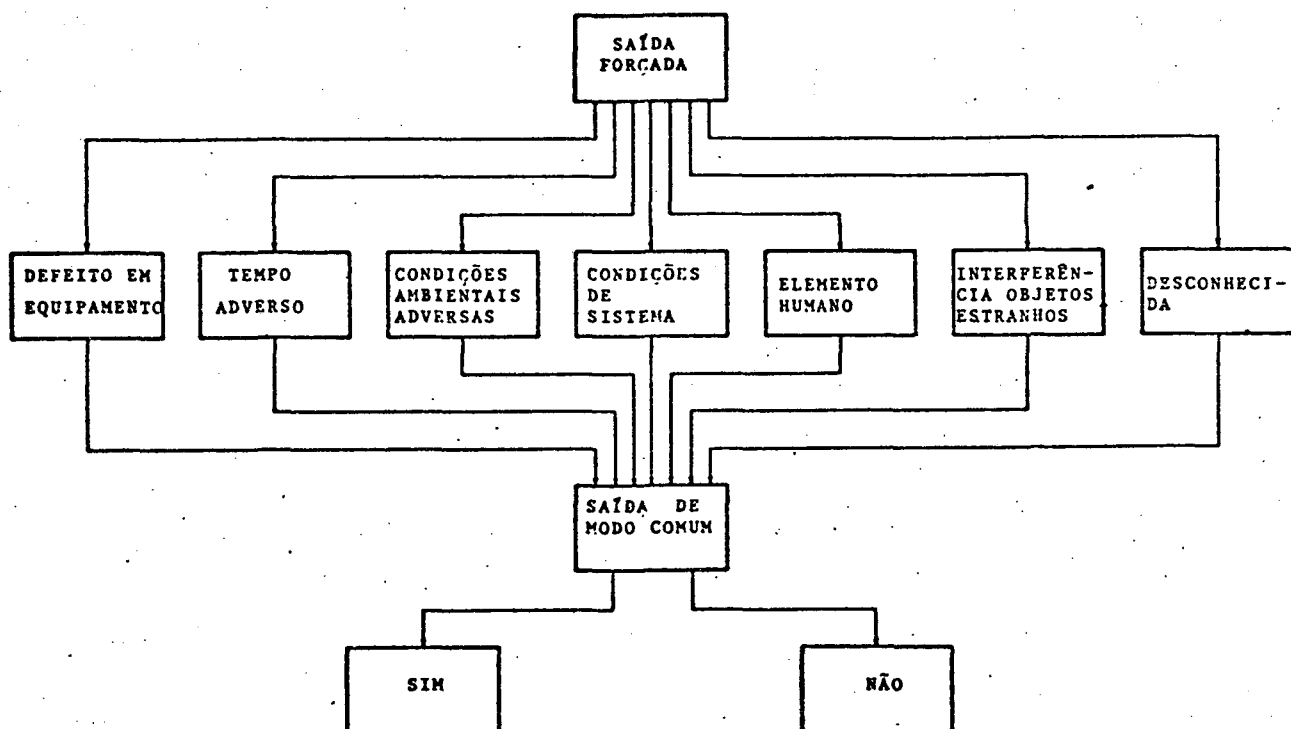 SAÍDA
FORÇADA
DEFEITO EM
EQUIPAMENTO
TEMPO
ADVERSO
CONDIÇÕES
AMBIENTAIS
ADVERSAS
CONDIÇÕES
DE
SISTEMA
ELEMENTO
HUMANO
INTERFERÊN-
CIA OBJETOS
ESTRANHOS
DESCONHECI-
DA
SAÍDA DE
MODO COMUM
SIM
NÃO